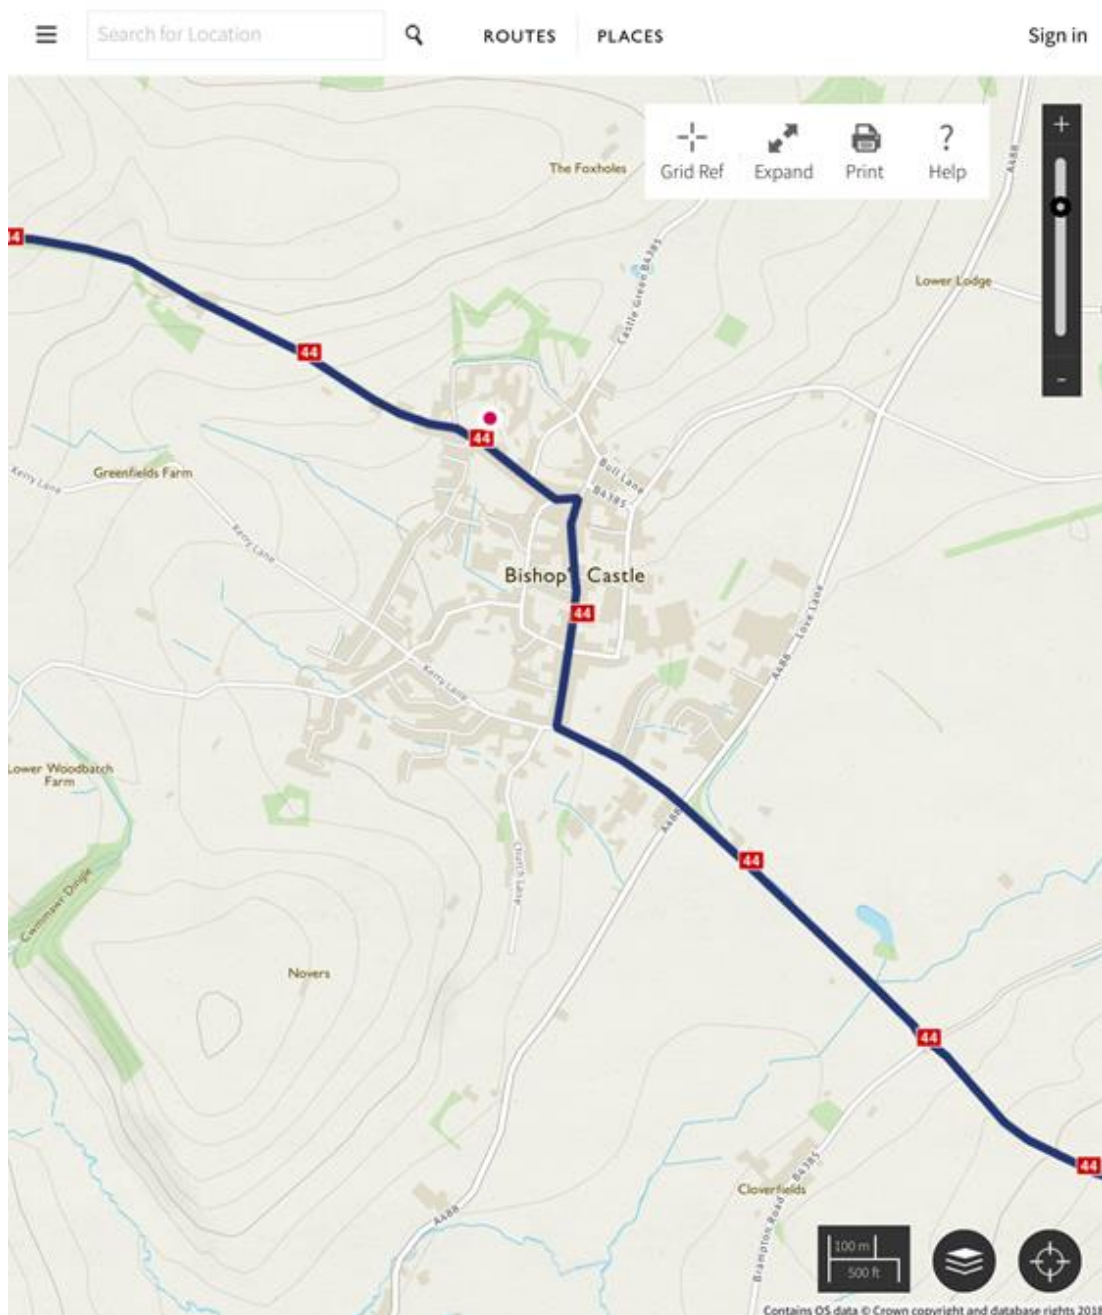 Search for Location
ROUTES
PLACES
Sign in
Grid Ref
Expand
Print
?
Help
+
-
A488
The Foxholes
Castle Green B4385
Lower Lodge
44
44
44
Bull Lane
B4385
Kerry Lane
Greenfields Farm
Kerry Lane
Bishop's Castle
44
Love Lane
A488
Kerry Lane
Lower Woodbatch
Farm
A488
Church Lane
44
Cwmmawr Dingle
Novers
44
44
Cloverfields
Brampton Road B4385
A488
100 m
500 ft
Contains OS data © Crown copyright and database rights 2018